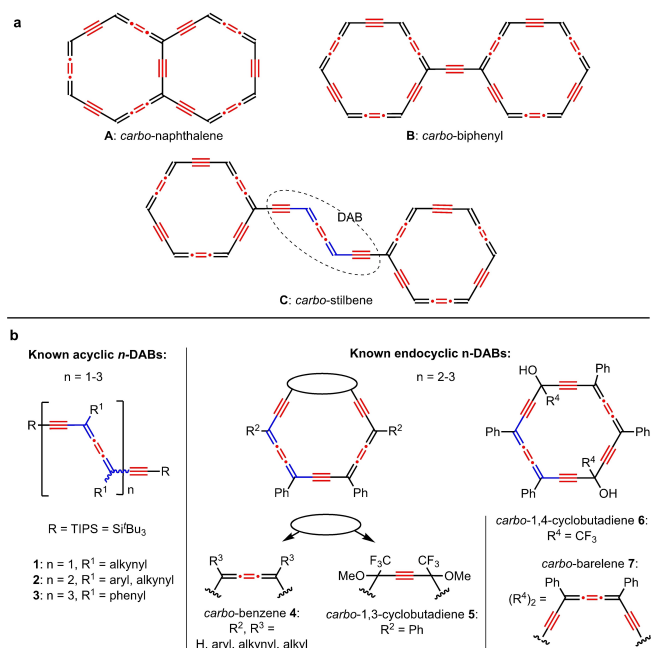 a
A: carbo-naphthalene
B: carbo-biphenyl
DAB
C: carbo-stilbene
b
Known acyclic n-DABs:
n = 1-3
R
R¹
R¹
n
R
R = TIPS = SiⁱBu₃
1: n = 1, R¹ = alkynyl
2: n = 2, R¹ = aryl, alkynyl
3: n = 3, R¹ = phenyl
Known endocyclic n-DABs:
n = 2-3
R²
R²
Ph
Ph
R³
R³
carbo-benzene 4:
R², R³ =
H, aryl, alkynyl, alkyl
F₃C
CF₃
MeO
OMe
carbo-1,3-cyclobutadiene 5:
R² = Ph
HO
R⁴
Ph
Ph
Ph
R⁴
Ph
OH
carbo-1,4-cyclobutadiene 6:
R⁴ = CF₃
carbo-barelene 7:
Ph
Ph
(R⁴)₂ =